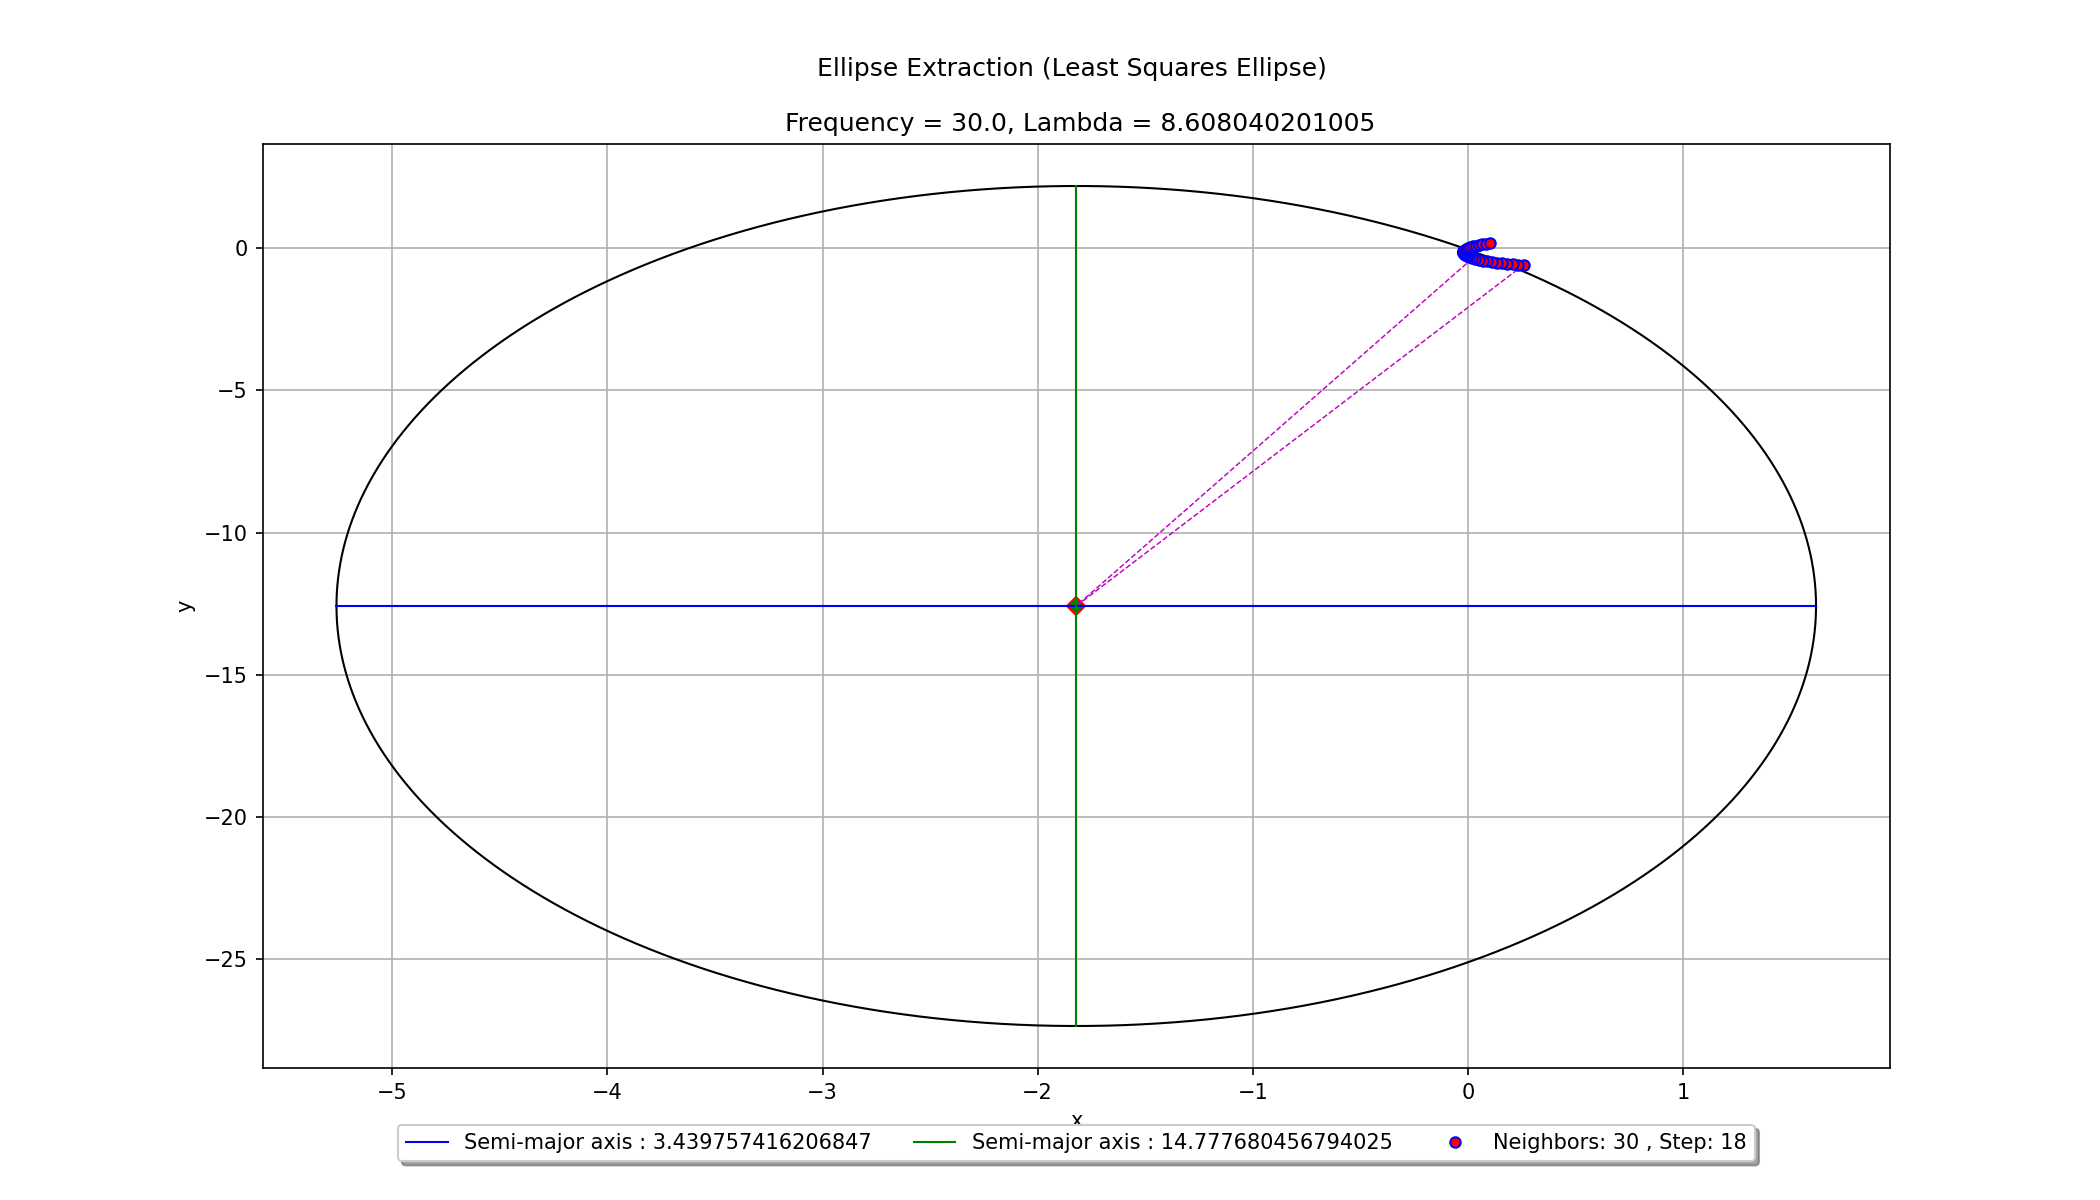 Ellipse Extraction (Least Squares Ellipse)
Frequency = 30.0, Lambda = 8.608040201005
y
0
−5
−10
−15
−20
−25
−5 −4 −3 −2 −1 0 1
x
Semi-major axis : 3.439757416206847 Semi-major axis : 14.777680456794025 Neighbors: 30 , Step: 18